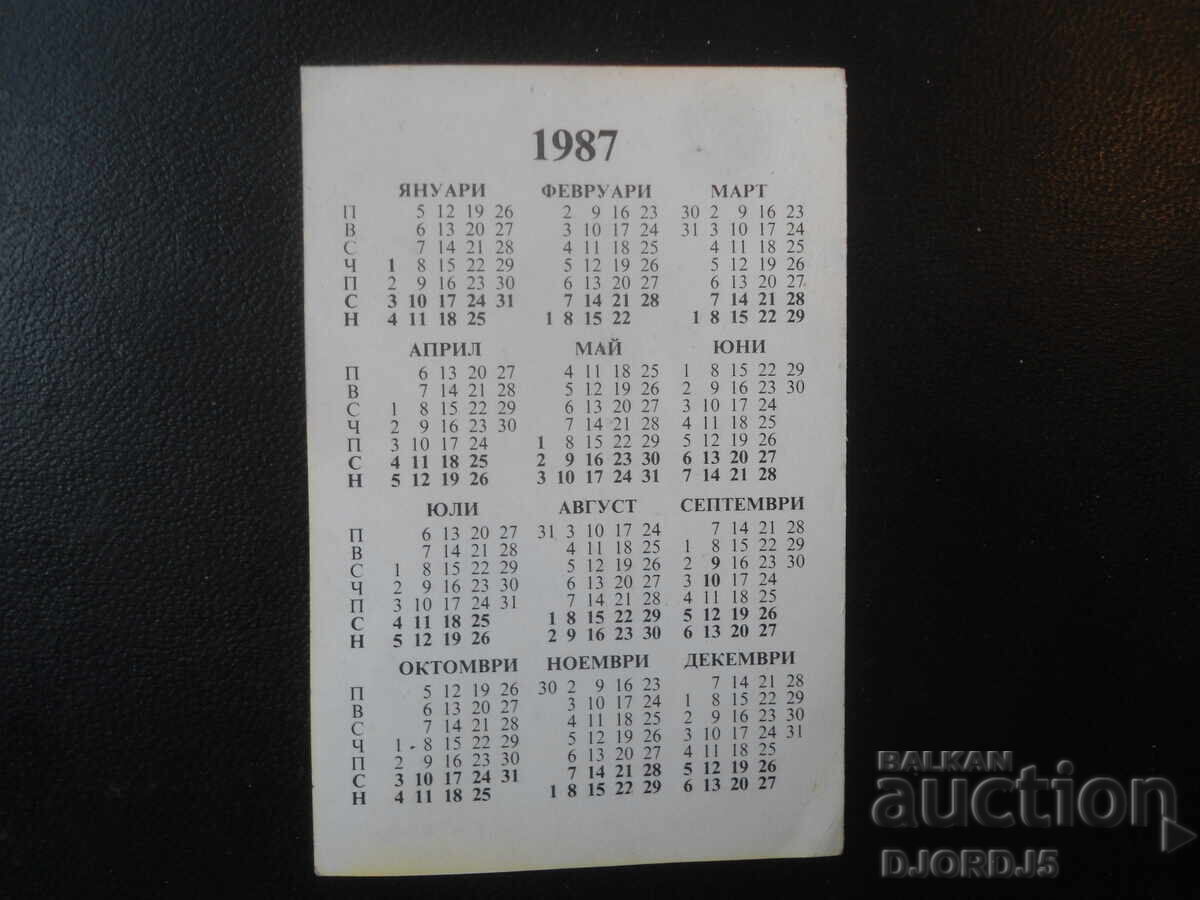 1987
ЯНУАРИ ФЕВРУАРИ МАРТ
П 5 12 19 26 2 9 16 23 30 2 9 16 23
В 6 13 20 27 3 10 17 24 31 3 10 17 24
С 7 14 21 28 4 11 18 25 4 11 18 25
Ч 1 8 15 22 29 5 12 19 26 5 12 19 26
П 2 9 16 23 30 6 13 20 27 6 13 20 27
С 3 10 17 24 31 7 14 21 28 7 14 21 28
Н 4 11 18 25 1 8 15 22 1 8 15 22 29
АПРИЛ МАЙ ЮНИ
П 6 13 20 27 4 11 18 25 1 8 15 22 29
В 7 14 21 28 5 12 19 26 2 9 16 23 30
С 1 8 15 22 29 6 13 20 27 3 10 17 24
Ч 2 9 16 23 30 7 14 21 28 4 11 18 25
П 3 10 17 24 1 8 15 22 29 5 12 19 26
С 4 11 18 25 2 9 16 23 30 6 13 20 27
Н 5 12 19 26 3 10 17 24 31 7 14 21 28
ЮЛИ АВГУСТ СЕПТЕМВРИ
П 6 13 20 27 31 3 10 17 24 7 14 21 28
В 7 14 21 28 4 11 18 25 1 8 15 22 29
С 1 8 15 22 29 5 12 19 26 2 9 16 23 30
Ч 2 9 16 23 30 6 13 20 27 3 10 17 24
П 3 10 17 24 31 7 14 21 28 4 11 18 25
С 4 11 18 25 1 8 15 22 29 5 12 19 26
Н 5 12 19 26 2 9 16 23 30 6 13 20 27
ОКТОМВРИ НОЕМВРИ ДЕКЕМВРИ
П 5 12 19 26 30 2 9 16 23 7 14 21 28
В 6 13 20 27 3 10 17 24 1 8 15 22 29
С 7 14 21 28 4 11 18 25 2 9 16 23 30
Ч 1 8 15 22 29 5 12 19 26 3 10 17 24 31
П 2 9 16 23 30 6 13 20 27 4 11 18 25
С 3 10 17 24 31 7 14 21 28 5 12 19 26
Н 4 11 18 25 1 8 15 22 29 6 13 20 27
BALKAN
auction
DJORDJ5